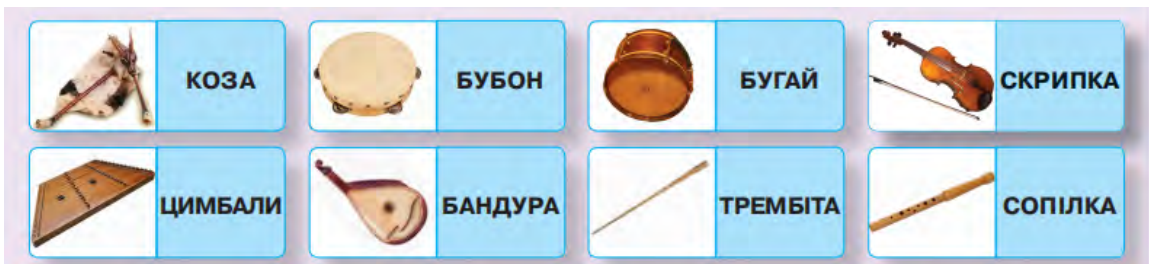 КОЗА
БУБОН
БУГАЙ
СКРИПКА
ЦИМБАЛИ
БАНДУРА
ТРЕМБІТА
СОПІЛКА